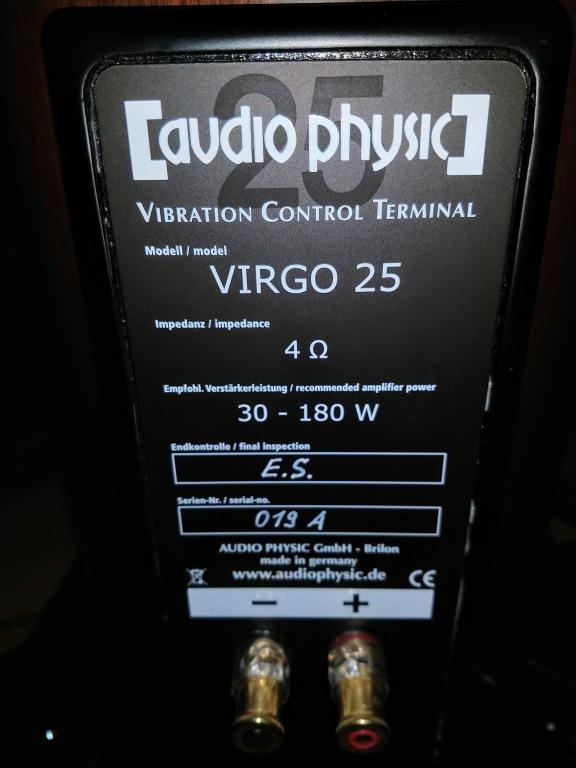 25
[audio physic]
VIBRATION CONTROL TERMINAL
Modell / model
VIRGO 25
Impedanz / impedance
4 Ω
Empfohl. Verstärkerleistung / recommended amplifier power
30 - 180 W
Endkontrolle / final inspection
E.S.
Serien-Nr. / serial-no.
019 A
AUDIO PHYSIC GmbH - Brilon
made in germany
www.audiophysic.de CE
− +